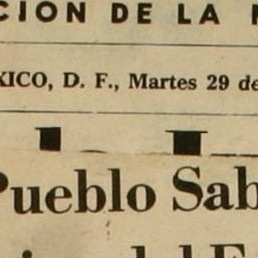 CION DE LA
XICO, D. F., Martes 29 de
Pueblo Sab